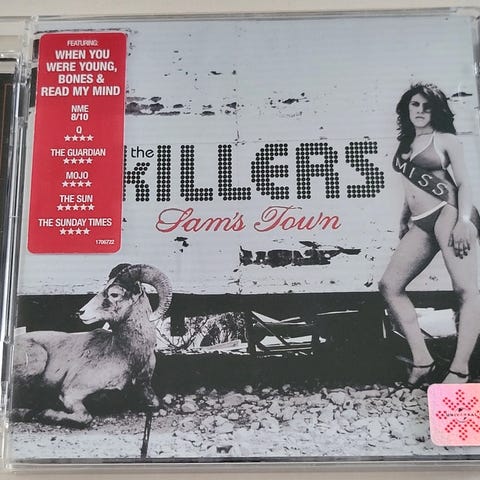 FEATURING:
WHEN YOU
WERE YOUNG,
BONES &
READ MY MIND
NME
8/10
Q
★★★★
THE GUARDIAN
★★★★
MOJO
★★★★
THE SUN
★★★★★
THE SUNDAY TIMES
★★★★
1706722
the
KILLERS
Sam's Town
MISS
UNIVERSAL